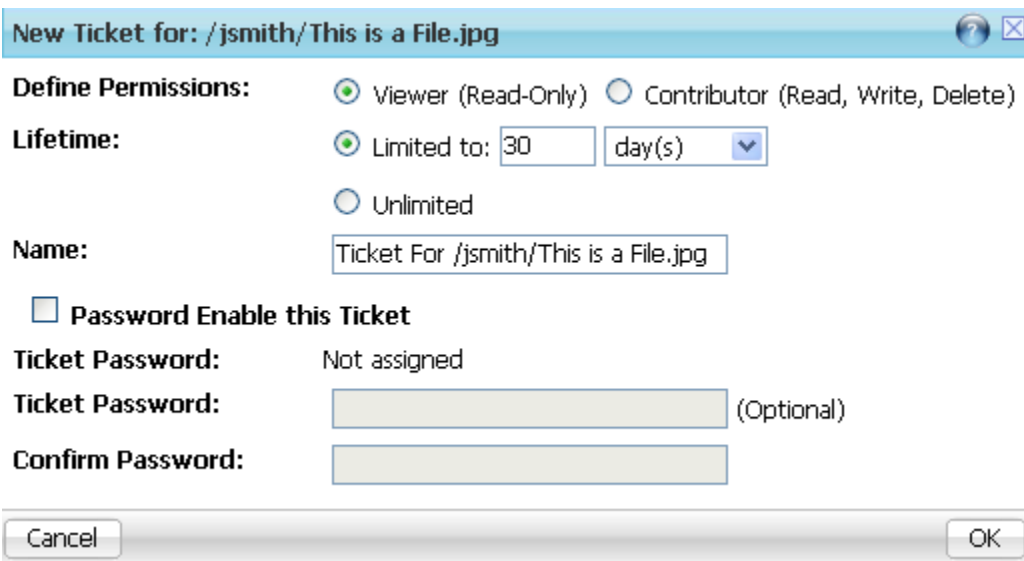 New Ticket for: /jsmith/This is a File.jpg ?
Define Permissions: Viewer (Read-Only) Contributor (Read, Write, Delete)
Lifetime: Limited to: 30 day(s)
Unlimited
Name: Ticket For /jsmith/This is a File.jpg
Password Enable this Ticket
Ticket Password: Not assigned
Ticket Password: (Optional)
Confirm Password:
Cancel OK